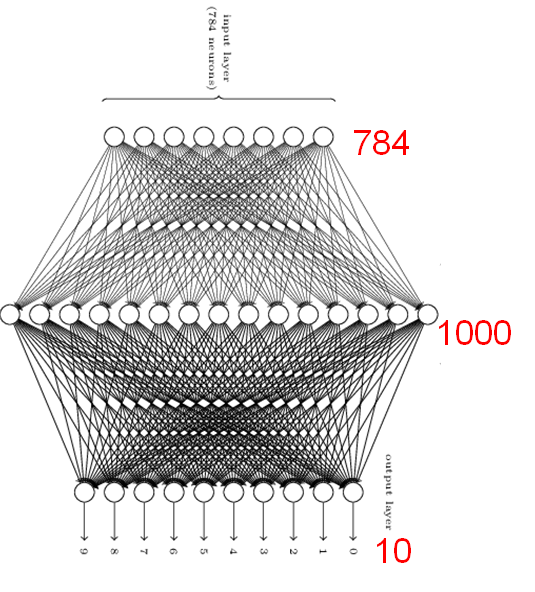 input layer
(784 neurons)
784
1000
output layer
9 8 7 6 5 4 3 2 1 0
10